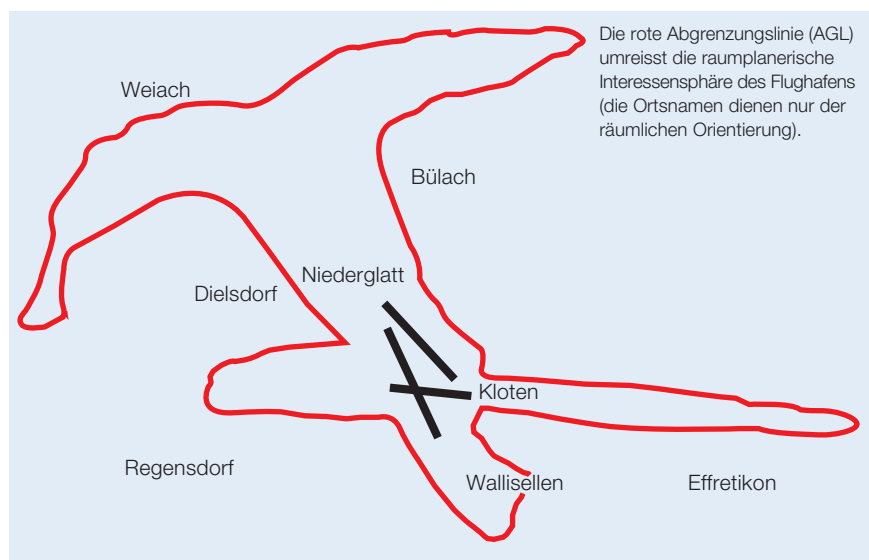 Die rote Abgrenzungslinie (AGL)
umreisst die raumplanerische
Interessensphäre des Flughafens
(die Ortsnamen dienen nur der
räumlichen Orientierung).
Weiach
Bülach
Niederglatt
Dielsdorf
Kloten
Regensdorf
Wallisellen
Effretikon